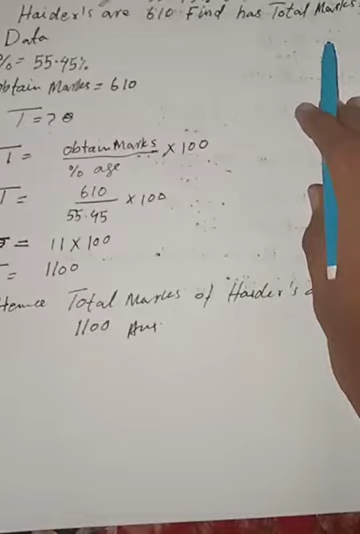 Haider's are 610. Find has Total Marks.
Data
%= 55.45%
obtain Marks = 610
T = ?
T = obtain Marks / % age × 100
T = 610 / 55.45 × 100
= 11 × 100
= 1100
Hence Total Marks of Haider's
1100 Ans.